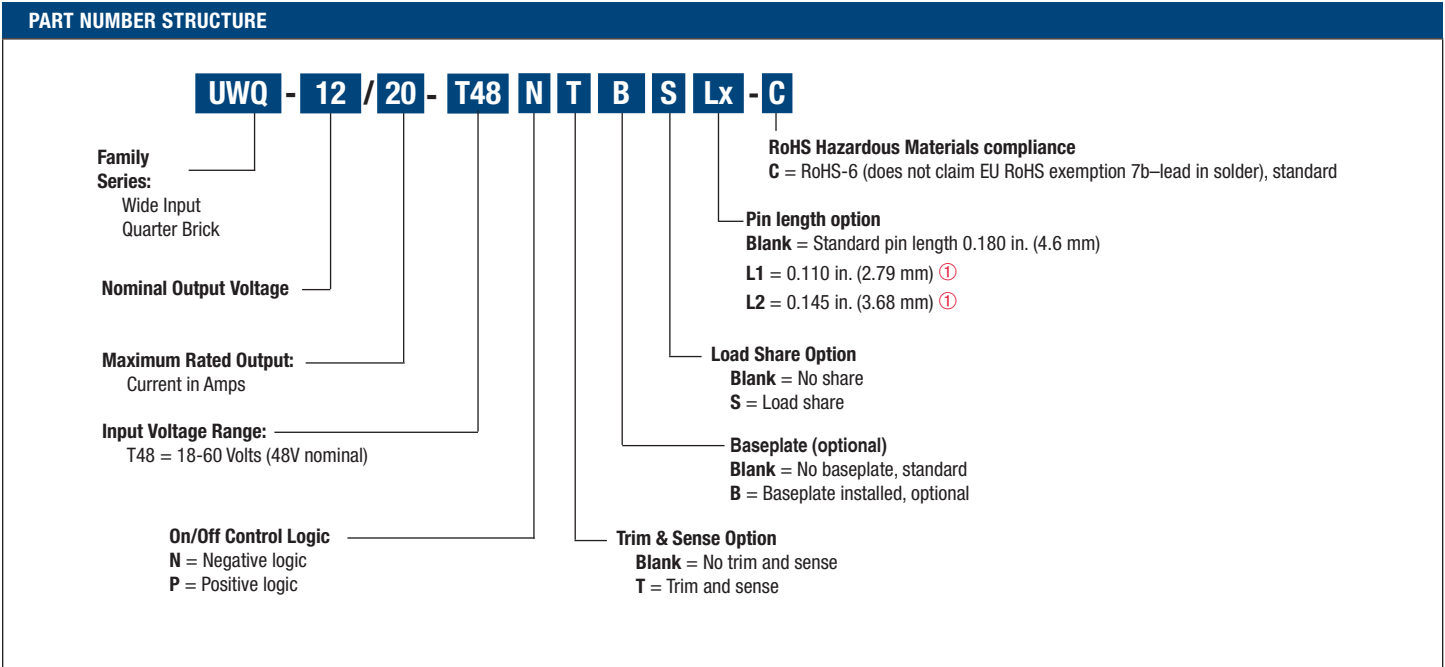 PART NUMBER STRUCTURE
UWQ - 12 / 20 - T48 N T B S Lx - C
RoHS Hazardous Materials compliance
C = RoHS-6 (does not claim EU RoHS exemption 7b–lead in solder), standard
Family
Series:
Wide Input
Quarter Brick
Pin length option
Blank = Standard pin length 0.180 in. (4.6 mm)
L1 = 0.110 in. (2.79 mm) ①
L2 = 0.145 in. (3.68 mm) ①
Nominal Output Voltage
Maximum Rated Output:
Current in Amps
Load Share Option
Blank = No share
S = Load share
Input Voltage Range:
T48 = 18-60 Volts (48V nominal)
Baseplate (optional)
Blank = No baseplate, standard
B = Baseplate installed, optional
On/Off Control Logic
N = Negative logic
P = Positive logic
Trim & Sense Option
Blank = No trim and sense
T = Trim and sense